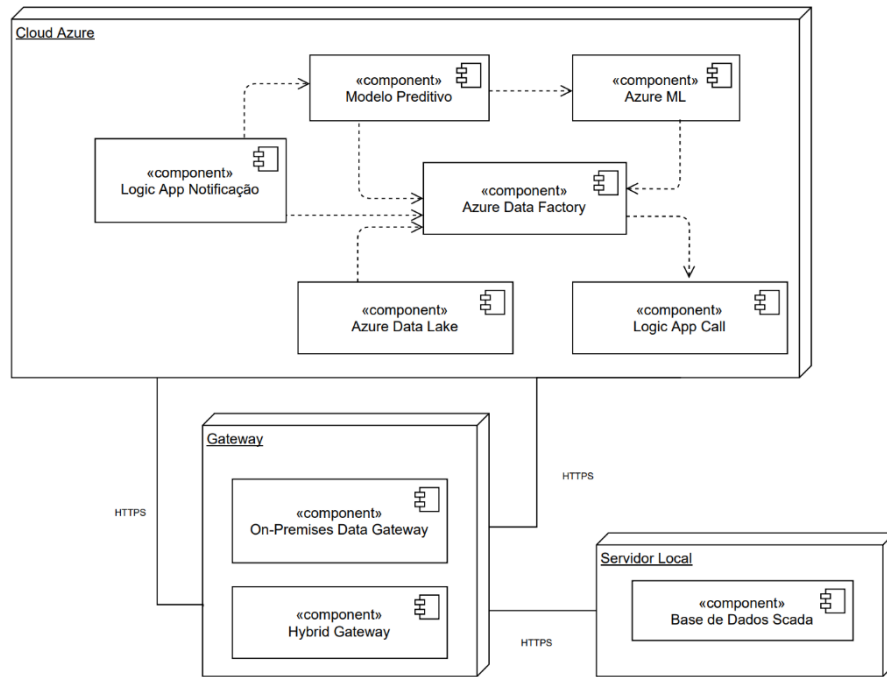 Cloud Azure
«component»
Modelo Preditivo
«component»
Azure ML
«component»
Logic App Notificação
«component»
Azure Data Factory
«component»
Azure Data Lake
«component»
Logic App Call
Gateway
«component»
On-Premises Data Gateway
«component»
Hybrid Gateway
HTTPS
HTTPS
Servidor Local
«component»
Base de Dados Scada
HTTPS